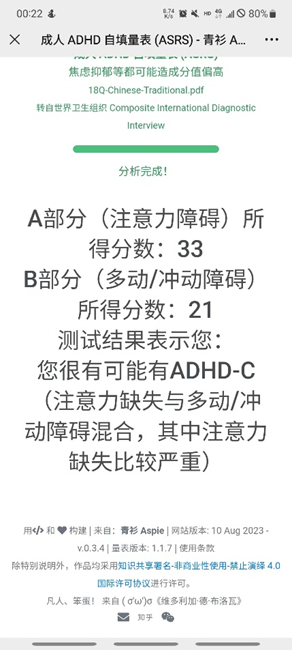 00:22
8.74
K/s
HD
4G
80%
成人 ADHD 自填量表 (ASRS) - 青衫 A...
成人 ADHD 自填量表 (ASRS)
焦虑抑郁等都可能造成分值偏高
18Q-Chinese-Traditional.pdf
转自世界卫生组织 Composite International Diagnostic
Interview
分析完成！
A部分（注意力障碍）所
得分数：33
B部分（多动/冲动障碍）
所得分数：21
测试结果表示您：
您很有可能有ADHD-C
（注意力缺失与多动/冲
动障碍混合，其中注意力
缺失比较严重）
用</> 和 构建 | 来自：青衫 Aspie | 网站版本: 10 Aug 2023 -
v.0.3.4 | 量表版本: 1.1.7 | 使用条款
除特别说明外，作品均采用知识共享署名-非商业性使用-禁止演绎 4.0
国际许可协议进行许可。
凡人、笨蛋！ 来自 ( σ'ω')σ《维多利加·德·布洛瓦》
知乎